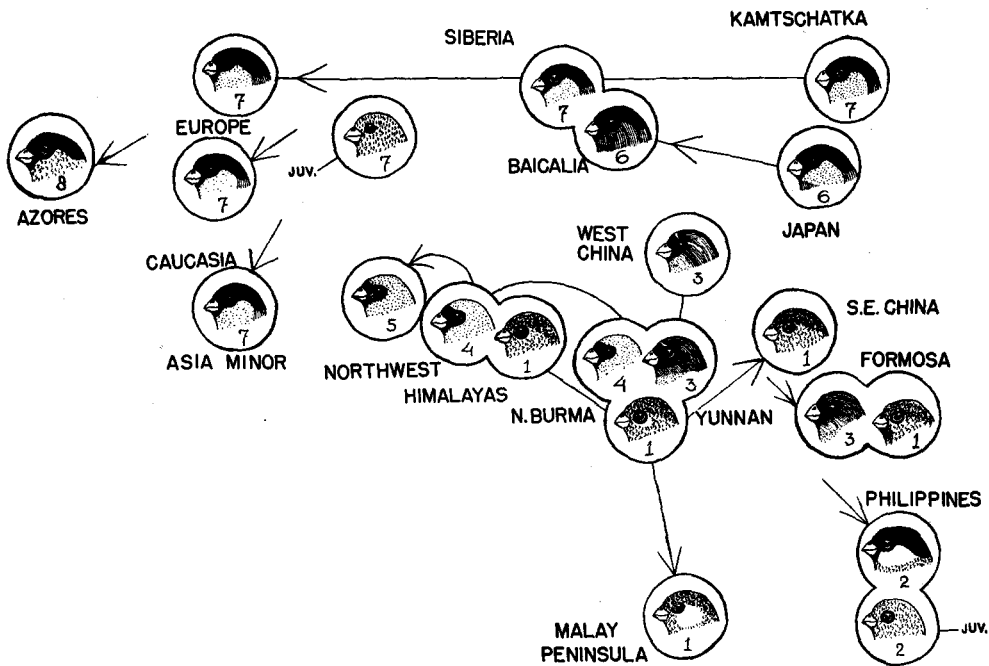 KAMTSCHATKA
SIBERIA
7
7
7
EUROPE
8
AZORES
7
JUV.
7
BAICALIA
6
6
JAPAN
CAUCASIA
7
ASIA MINOR
WEST
CHINA
3
5
4
1
NORTHWEST
HIMALAYAS
4
3
N. BURMA
1
YUNNAN
S.E. CHINA
1
FORMOSA
3
1
PHILIPPINES
2
2
JUV.
MALAY
PENINSULA
1